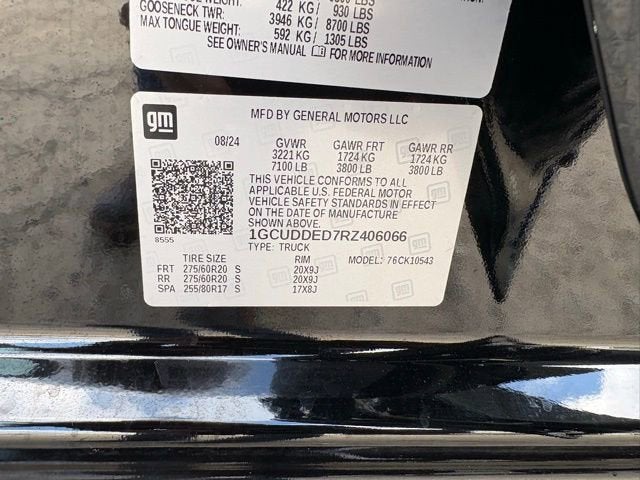 422 KG / 930 LBS
GOOSENECK TWR:
3946 KG / 8700 LBS
MAX TONGUE WEIGHT:
592 KG / 1305 LBS
SEE OWNER'S MANUAL FOR MORE INFORMATION
gm
MFD BY GENERAL MOTORS LLC
08/24 GVWR GAWR FRT GAWR RR
3221 KG 1724 KG 1724 KG
7100 LB 3800 LB 3800 LB
THIS VEHICLE CONFORMS TO ALL
APPLICABLE U.S. FEDERAL MOTOR
VEHICLE SAFETY STANDARDS IN EFFECT
ON THE DATE OF MANUFACTURE
SHOWN ABOVE.
1GCUDDED7RZ406066
8555
TYPE: TRUCK MODEL: 76CK10543
TIRE SIZE RIM
FRT 275/60R20 S 20X9J
RR 275/60R20 S 20X9J
SPA 255/80R17 S 17X8J